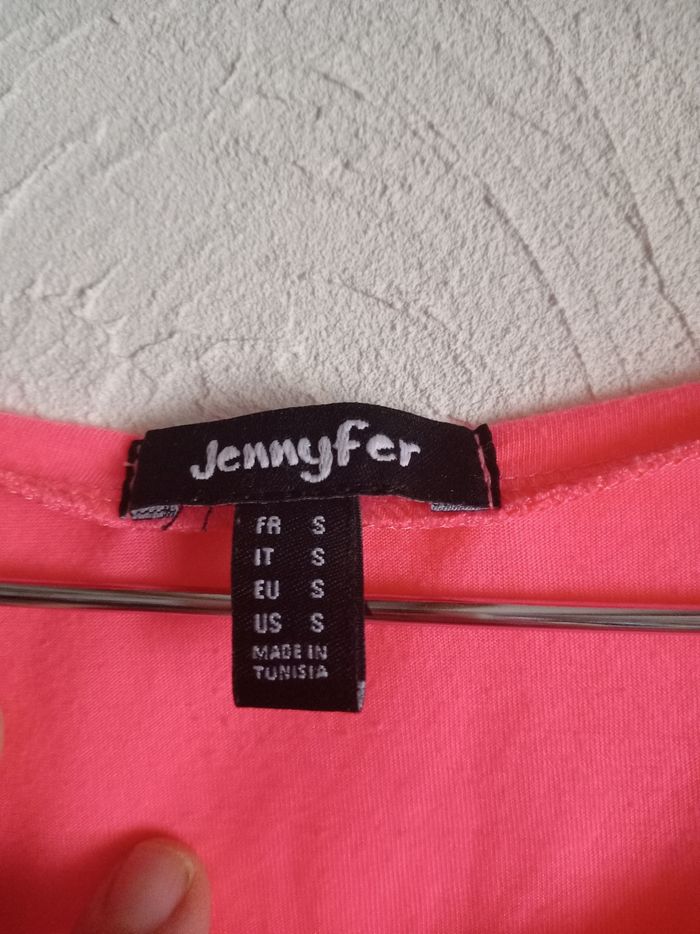 Jennyfer
FR S
IT S
EU S
US S
MADE IN
TUNISIA